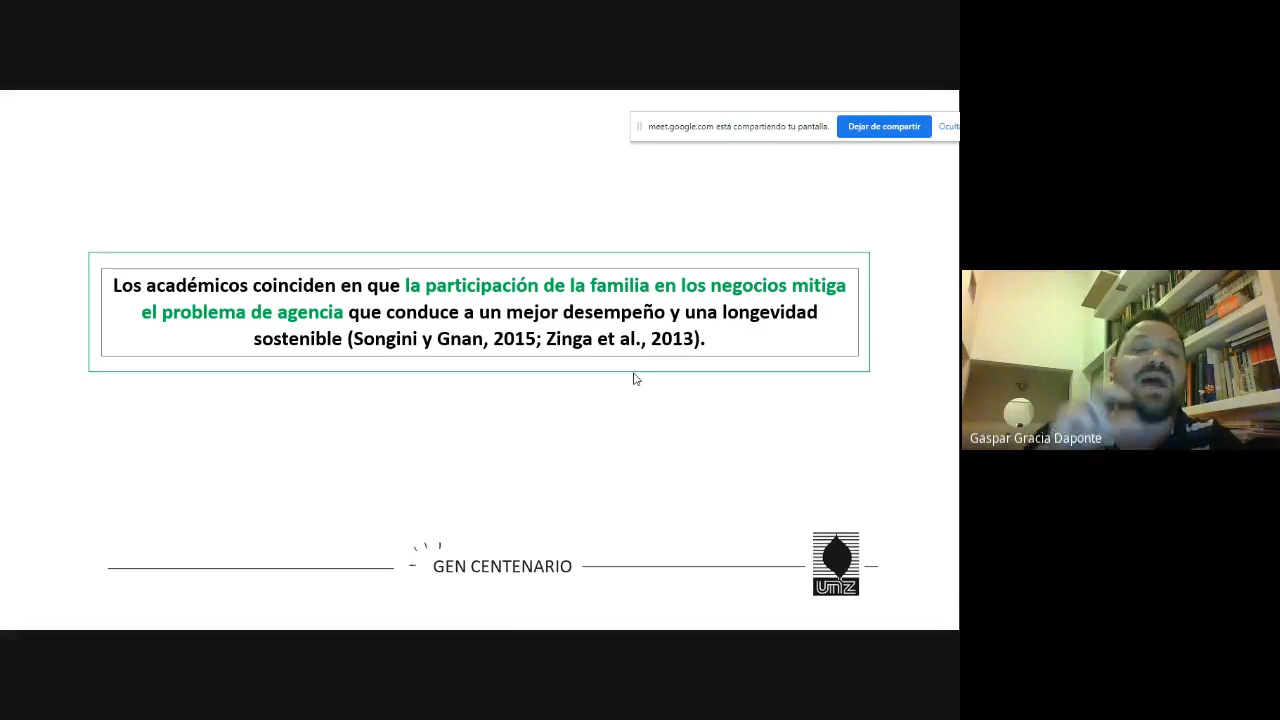 meet.google.com está compartiendo tu pantalla.
Dejar de compartir
Los académicos coinciden en que la participación de la familia en los negocios mitiga
el problema de agencia que conduce a un mejor desempeño y una longevidad
sostenible (Songini y Gnan, 2015; Zinga et al., 2013).
Gaspar Gracia Daponte
GEN CENTENARIO